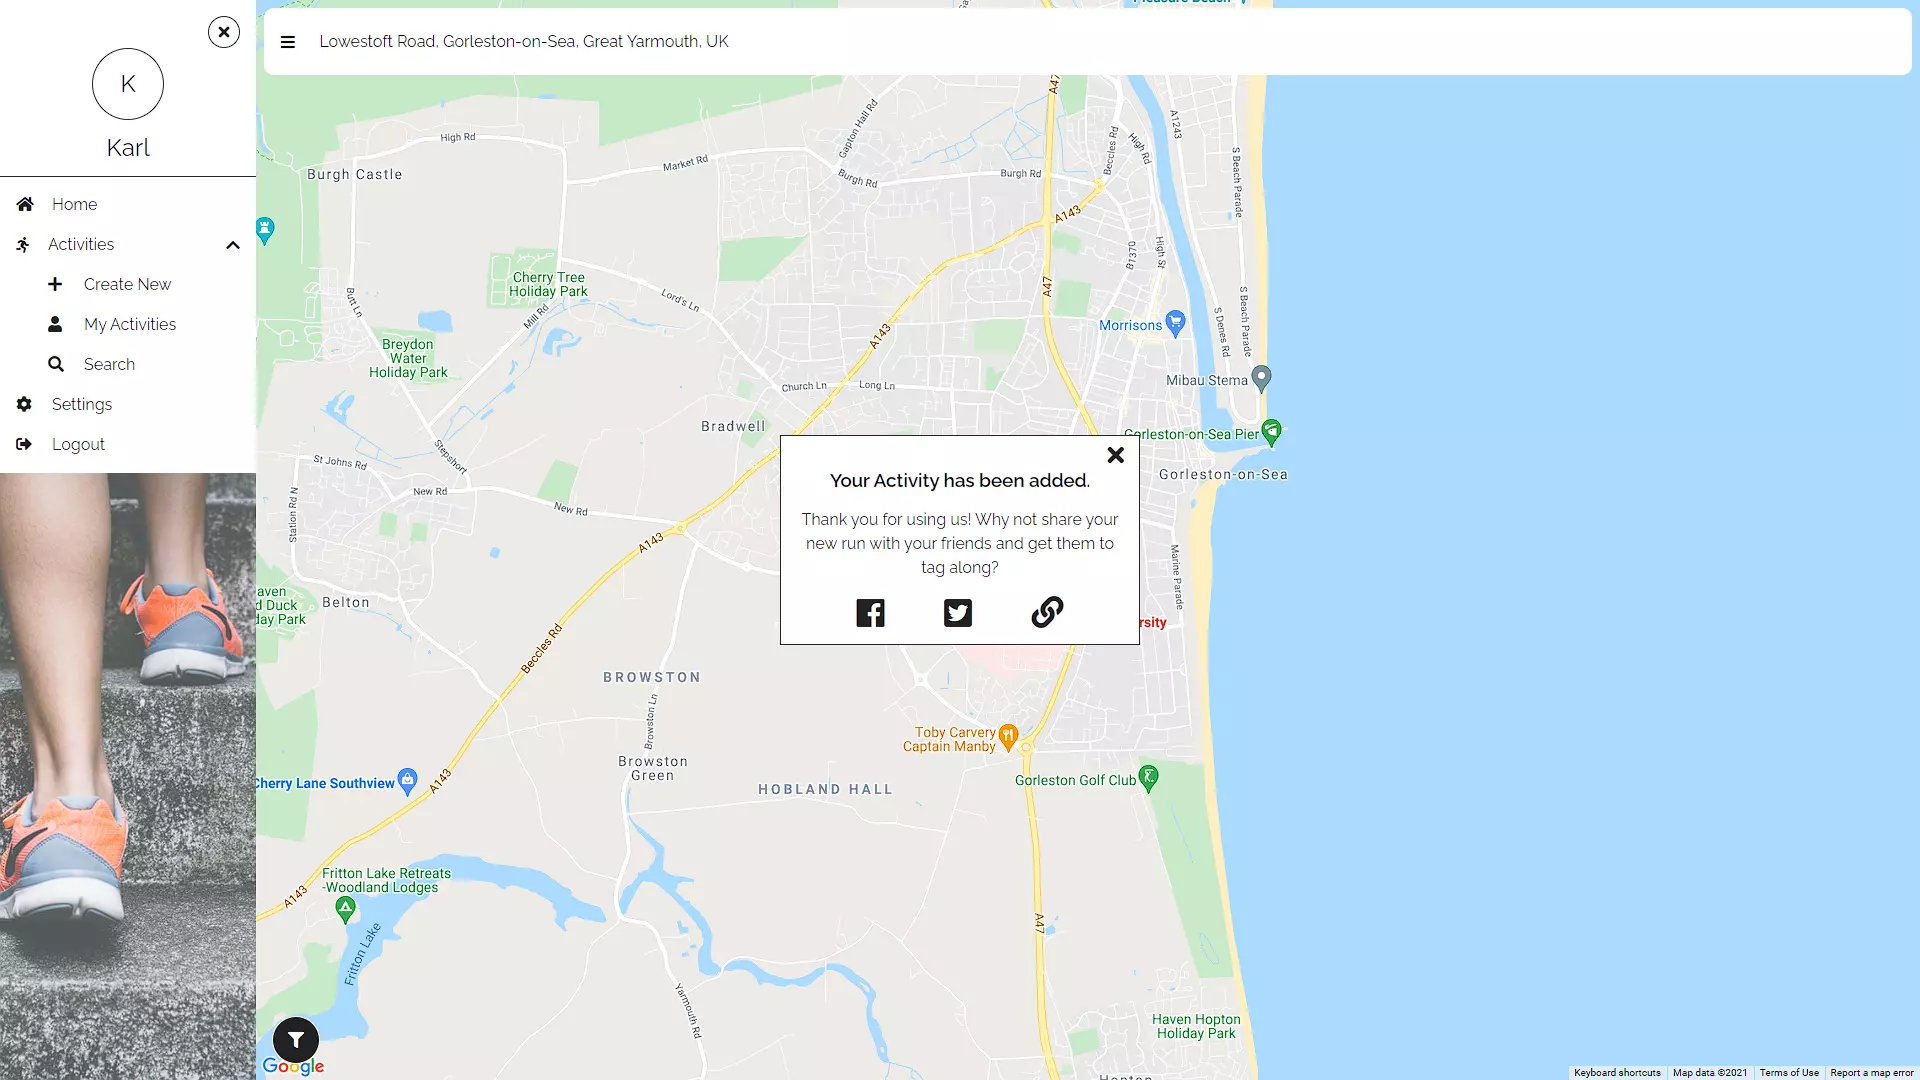 Lowestoft Road, Gorleston-on-Sea, Great Yarmouth, UK
K
Karl
Home
Activities
Create New
My Activities
Search
Settings
Logout
Your Activity has been added.
Thank you for using us! Why not share your
new run with your friends and get them to
tag along?
High Rd
Burgh Castle
Market Rd
Gapton Hall Rd
Burgh Rd
Burgh Rd
A47
Beccles Rd
High Rd
A1243
S Beach Parade
A143
Cherry Tree
Holiday Park
Butt Ln
Mill Rd
Lord's Ln
A47
B1370
High St
S Beach Parade
S Denes Rd
Morrisons
Breydon
Water
Holiday Park
A143
Church Ln
Long Ln
Mibau Stema
Bradwell
Gorleston-on-Sea Pier
Gorleston-on-Sea
Stepshort
St Johns Rd
New Rd
New Rd
Station Rd N
A143
Marine Parade
aven
d Duck
day Park
Belton
rsity
Beccles Rd
BROWSTON
Browston Ln
Toby Carvery
Captain Manby
Browston
Green
Cherry Lane Southview
A143
HOBLAND HALL
Gorleston Golf Club
Fritton Lake Retreats
-Woodland Lodges
A143
Fritton Lake
A47
Yarmouth Rd
Haven Hopton
Holiday Park
Google
Keyboard shortcuts
Map data ©2021
Terms of Use
Report a map error